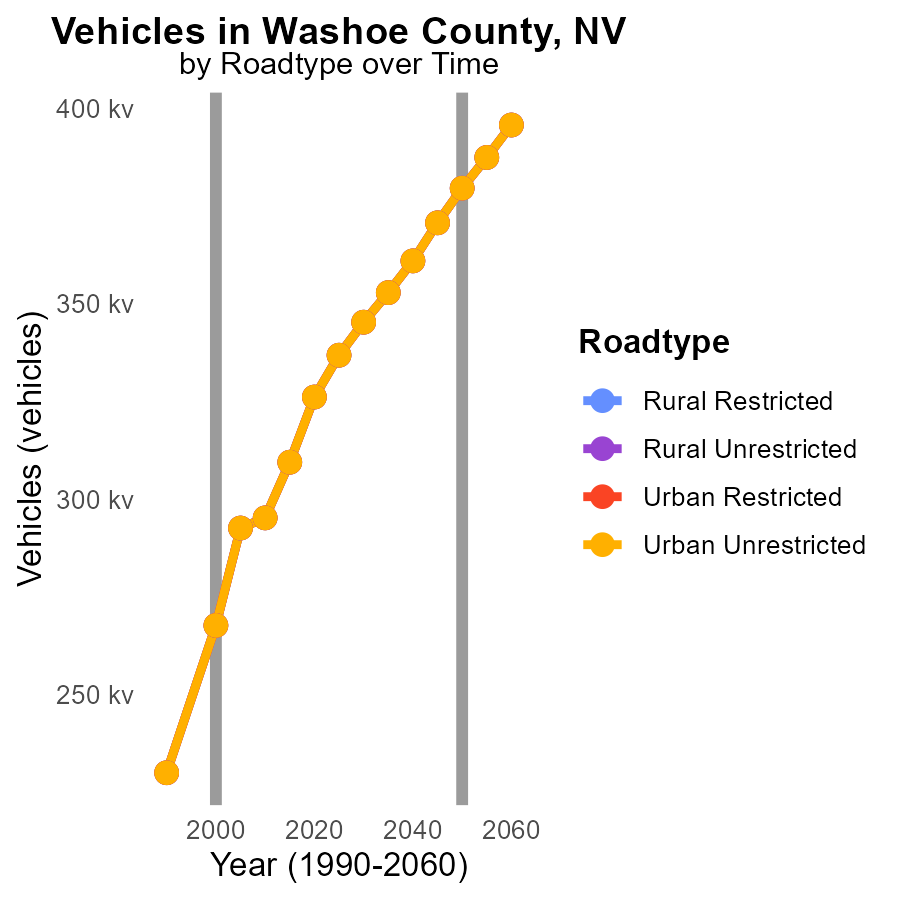 Vehicles in Washoe County, NV
by Roadtype over Time
400 kv
350 kv
300 kv
250 kv
Vehicles (vehicles)
2000 2020 2040 2060
Year (1990-2060)
Roadtype
Rural Restricted
Rural Unrestricted
Urban Restricted
Urban Unrestricted